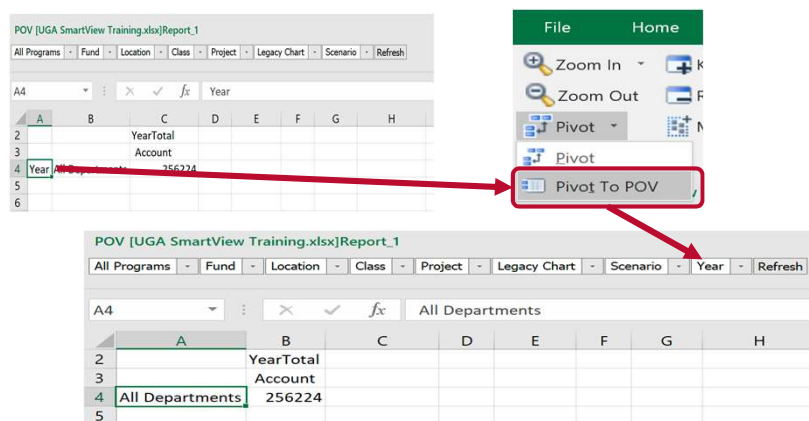 POV [UGA SmartView Training.xlsx]Report_1
All Programs Fund Location Class Project Legacy Chart Scenario Refresh
A4 fx Year
A B C D E F G H
2 YearTotal
3 Account
4 Year All Departments 256224
5
6
File Home
Zoom In K
Zoom Out R
Pivot
Pivot
Pivot To POV
POV [UGA SmartView Training.xlsx]Report_1
All Programs Fund Location Class Project Legacy Chart Scenario Year Refresh
A4 fx All Departments
A B C D E F G H
2 YearTotal
3 Account
4 All Departments 256224
5